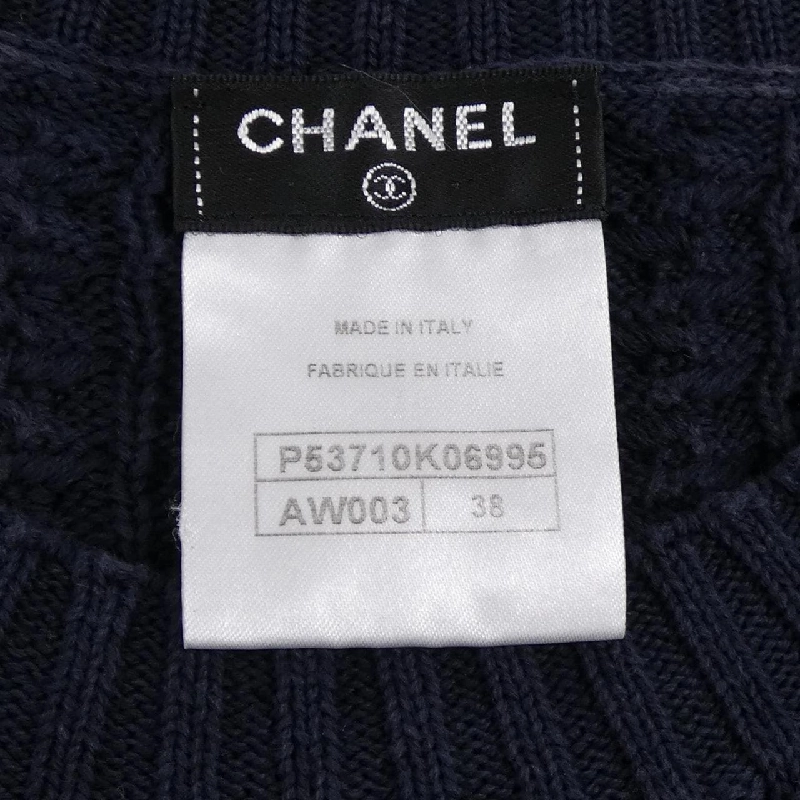 CHANEL
MADE IN ITALY
FABRIQUE EN ITALIE
P53710K06995
AW003 38